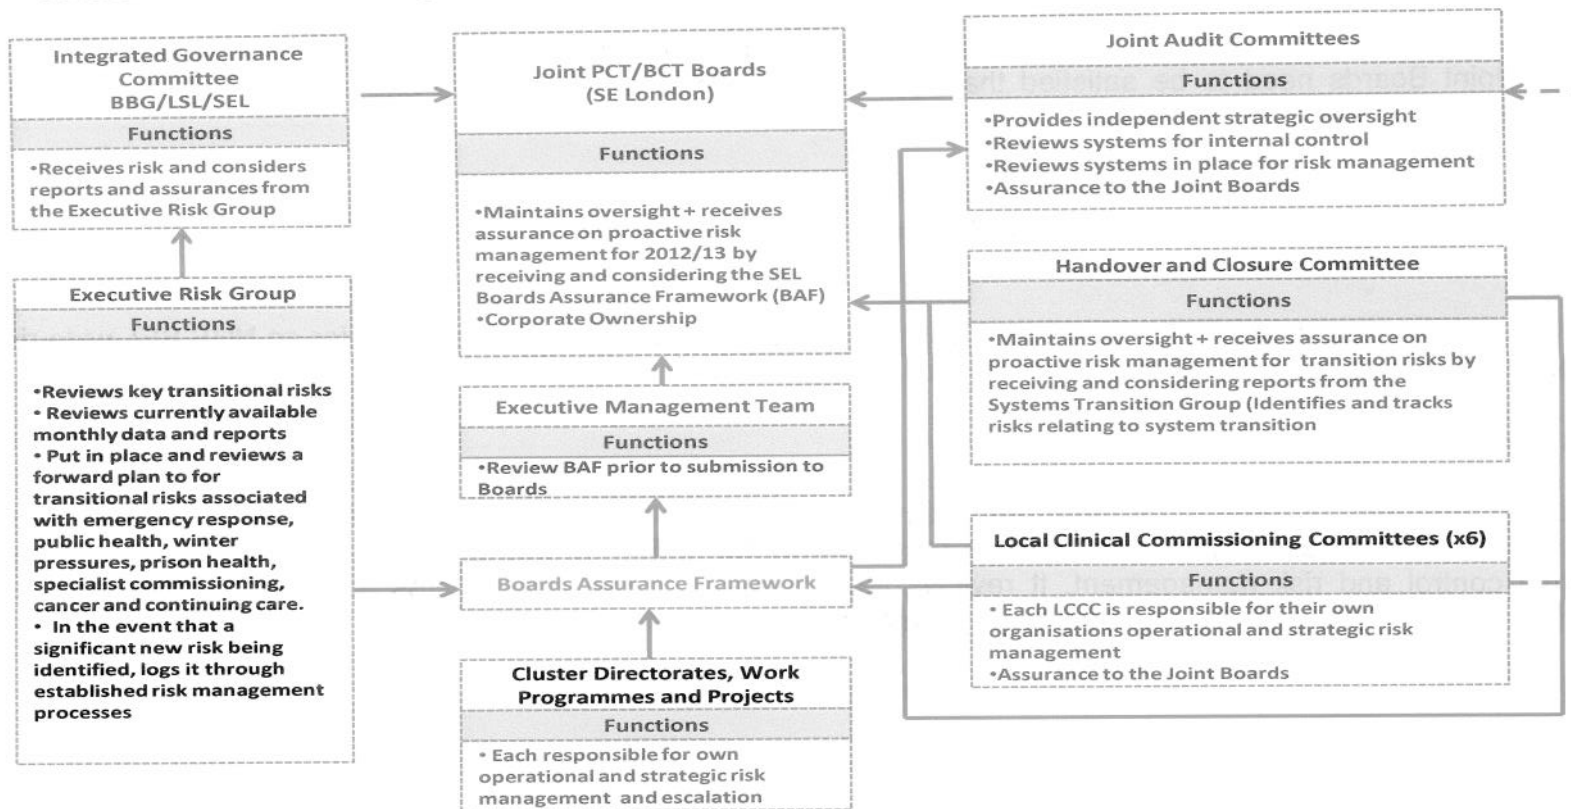 Integrated Governance
Committee
BBG/LSL/SEL
Functions
•Receives risk and considers
reports and assurances from
the Executive Risk Group
Executive Risk Group
Functions
•Reviews key transitional risks
• Reviews currently available
monthly data and reports
• Put in place and reviews a
forward plan to for
transitional risks associated
with emergency response,
public health, winter
pressures, prison health,
specialist commissioning,
cancer and continuing care.
• In the event that a
significant new risk being
identified, logs it through
established risk management
processes
Joint PCT/BCT Boards
(SE London)
Functions
•Maintains oversight + receives
assurance on proactive risk
management for 2012/13 by
receiving and considering the SEL
Boards Assurance Framework (BAF)
•Corporate Ownership
Executive Management Team
Functions
•Review BAF prior to submission to
Boards
Boards Assurance Framework
Cluster Directorates, Work
Programmes and Projects
Functions
• Each responsible for own
operational and strategic risk
management and escalation
Joint Audit Committees
Functions
•Provides independent strategic oversight
•Reviews systems for internal control
•Reviews systems in place for risk management
•Assurance to the Joint Boards
Handover and Closure Committee
Functions
•Maintains oversight + receives assurance on
proactive risk management for transition risks by
receiving and considering reports from the
Systems Transition Group (Identifies and tracks
risks relating to system transition
Local Clinical Commissioning Committees (x6)
Functions
• Each LCCC is responsible for their own
organisations operational and strategic risk
management
•Assurance to the Joint Boards